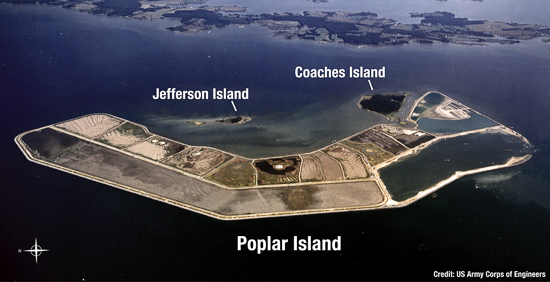 Coaches Island
Jefferson Island
Poplar Island
N
Credit: US Army Corps of Engineers